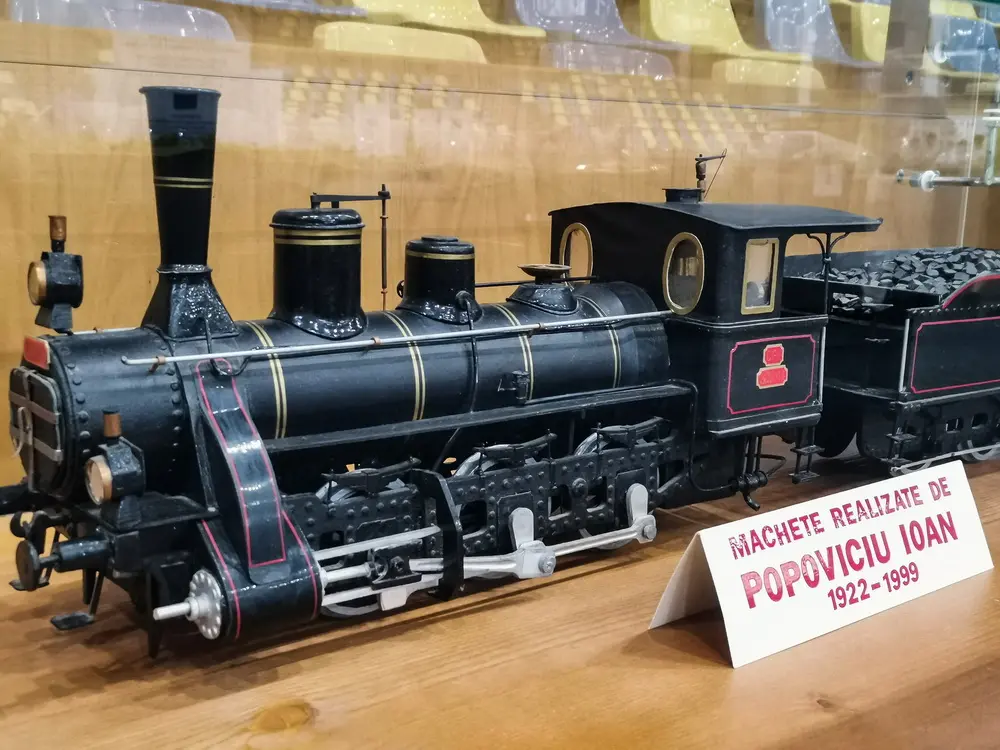 MACHETE REALIZATE DE
POPOVICIU IOAN
1922-1999